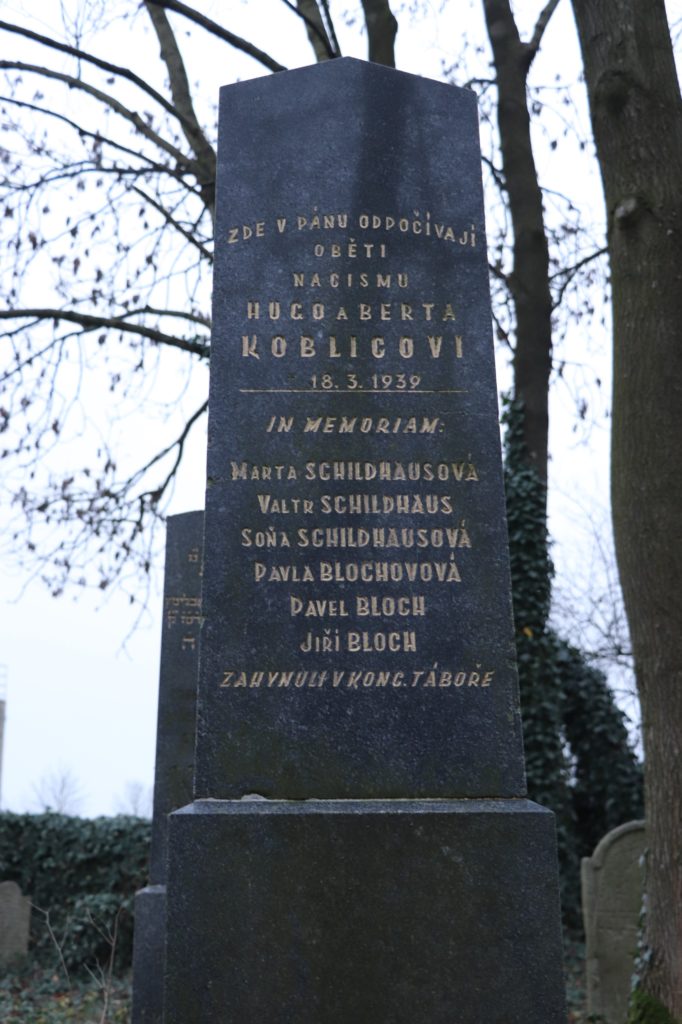 ZDE V PÁNU ODPOČÍVAJÍ
OBĚTI
NACISMU
HUGO A BERTA
KOBLICOVI
18. 3. 1939
IN MEMORIAM:
MARTA SCHILDHAUSOVÁ
VALTR SCHILDHAUS
SOŇA SCHILDHAUSOVÁ
PAVLA BLOCHOVOVÁ
PAVEL BLOCH
JIŘÍ BLOCH
ZAHYNULI V KONC. TÁBOŘE